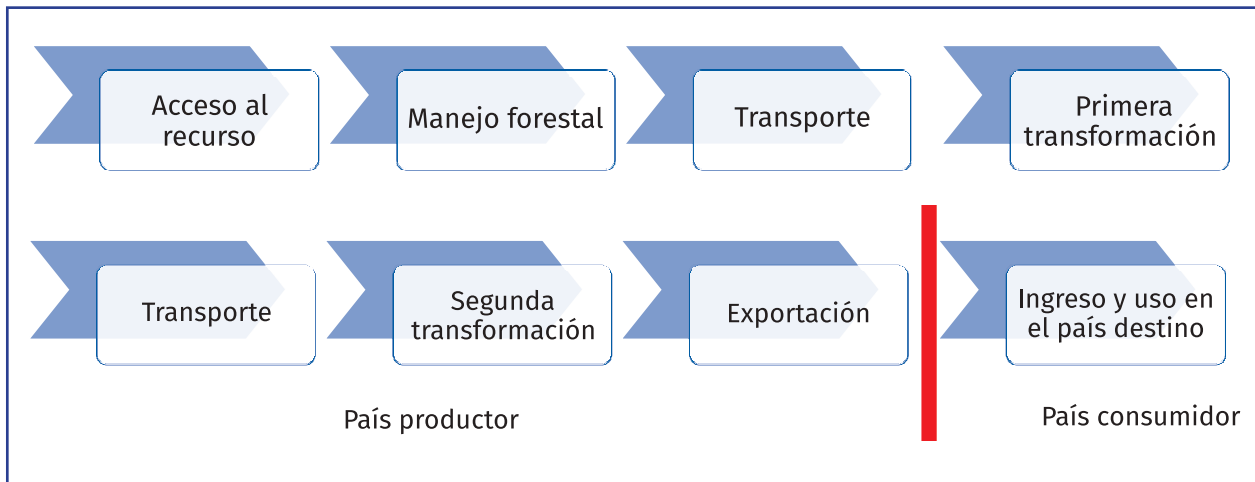 Acceso al
recurso
Manejo forestal
Transporte
Primera
transformación
Transporte
Segunda
transformación
Exportación
Ingreso y uso en
el país destino
País productor
País consumidor